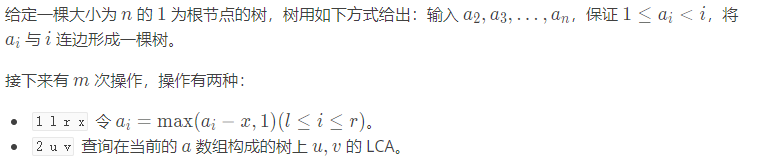 给定一棵大小为 n 的 1 为根节点的树，树用如下方式给出：输入 a₂, a₃, . . . , aₙ，保证 1 ≤ aᵢ < i，将
aᵢ 与 i 连边形成一棵树。
接下来有 m 次操作，操作有两种：
• 1 l r x 令 aᵢ = max(aᵢ − x, 1)(l ≤ i ≤ r)。
• 2 u v 查询在当前的 a 数组构成的树上 u, v 的 LCA。